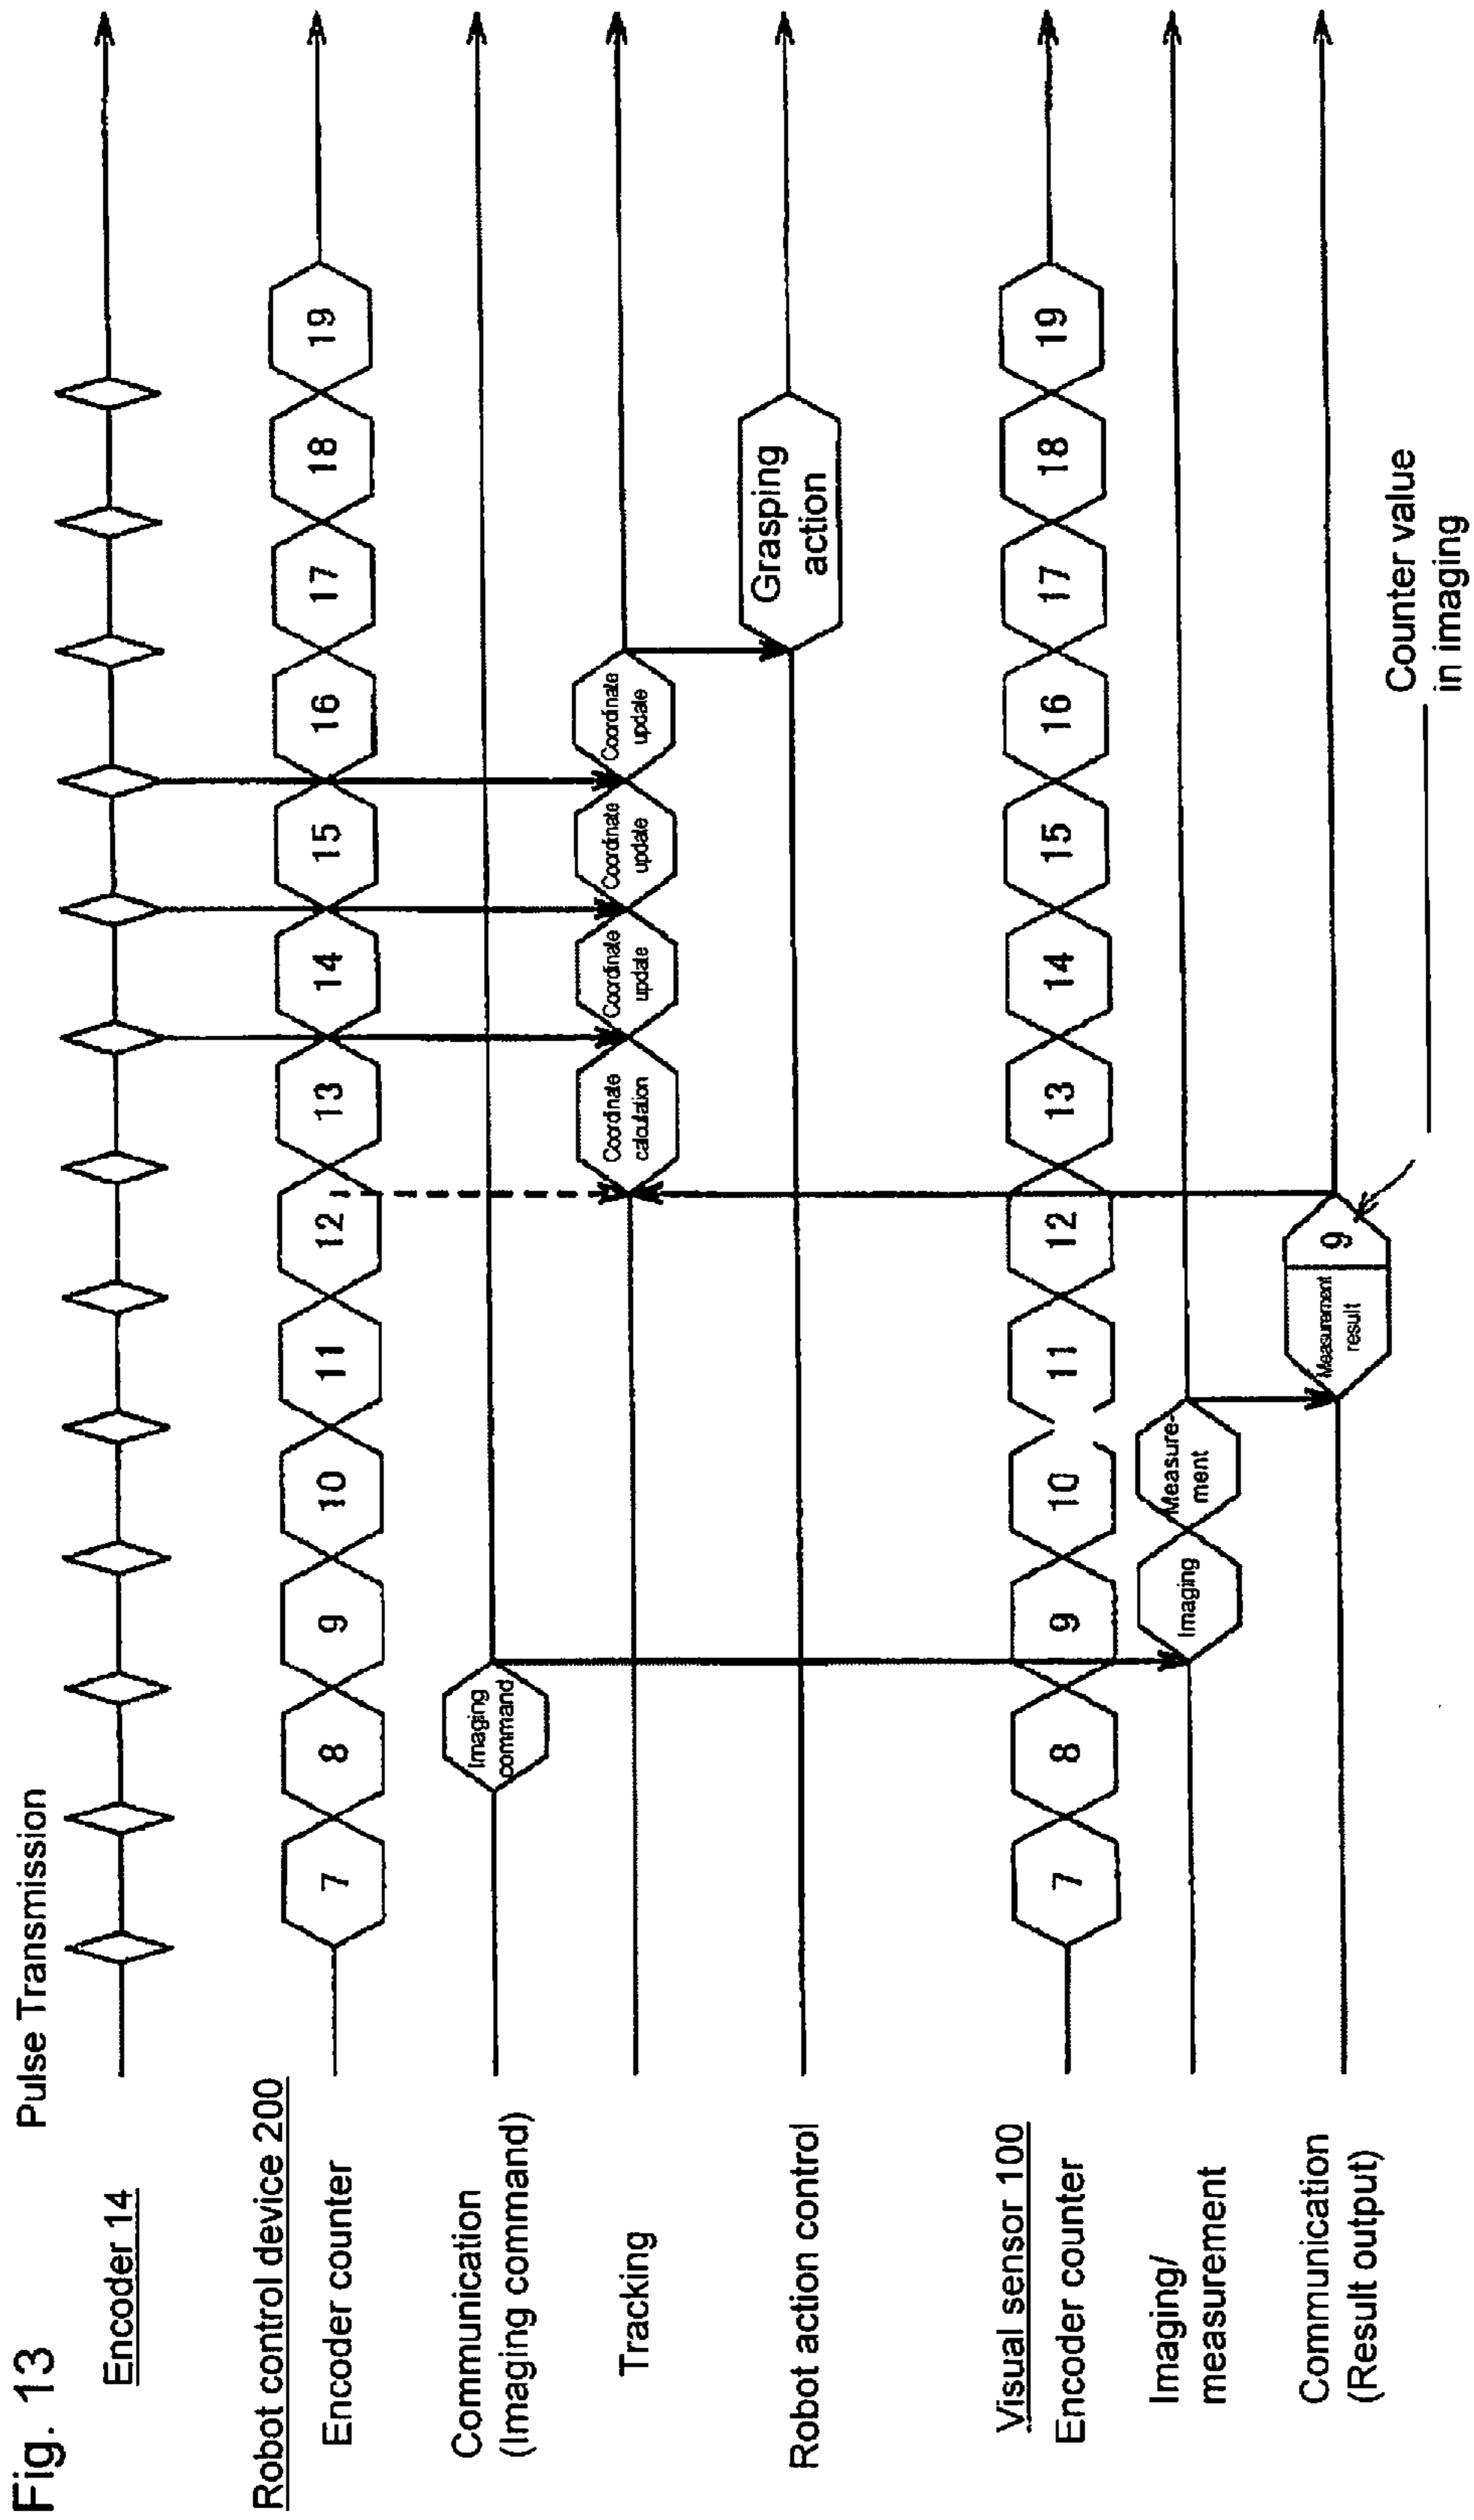 Fig. 13
Pulse Transmission
Encoder 14
Robot control device 200
Encoder counter
7 8 9 10 11 12 13 14 15 16 17 18 19
Communication
(Imaging command)
Imaging
command
Tracking
Coordinate
calculation
Coordinate
update
Coordinate
update
Coordinate
update
Robot action control
Grasping
action
Visual sensor 100
Encoder counter
7 8 9 10 11 12 13 14 15 16 17 18 19
Imaging/
measurement
Imaging
Measure-
ment
Communication
(Result output)
Measurement
result
9
Counter value
in imaging